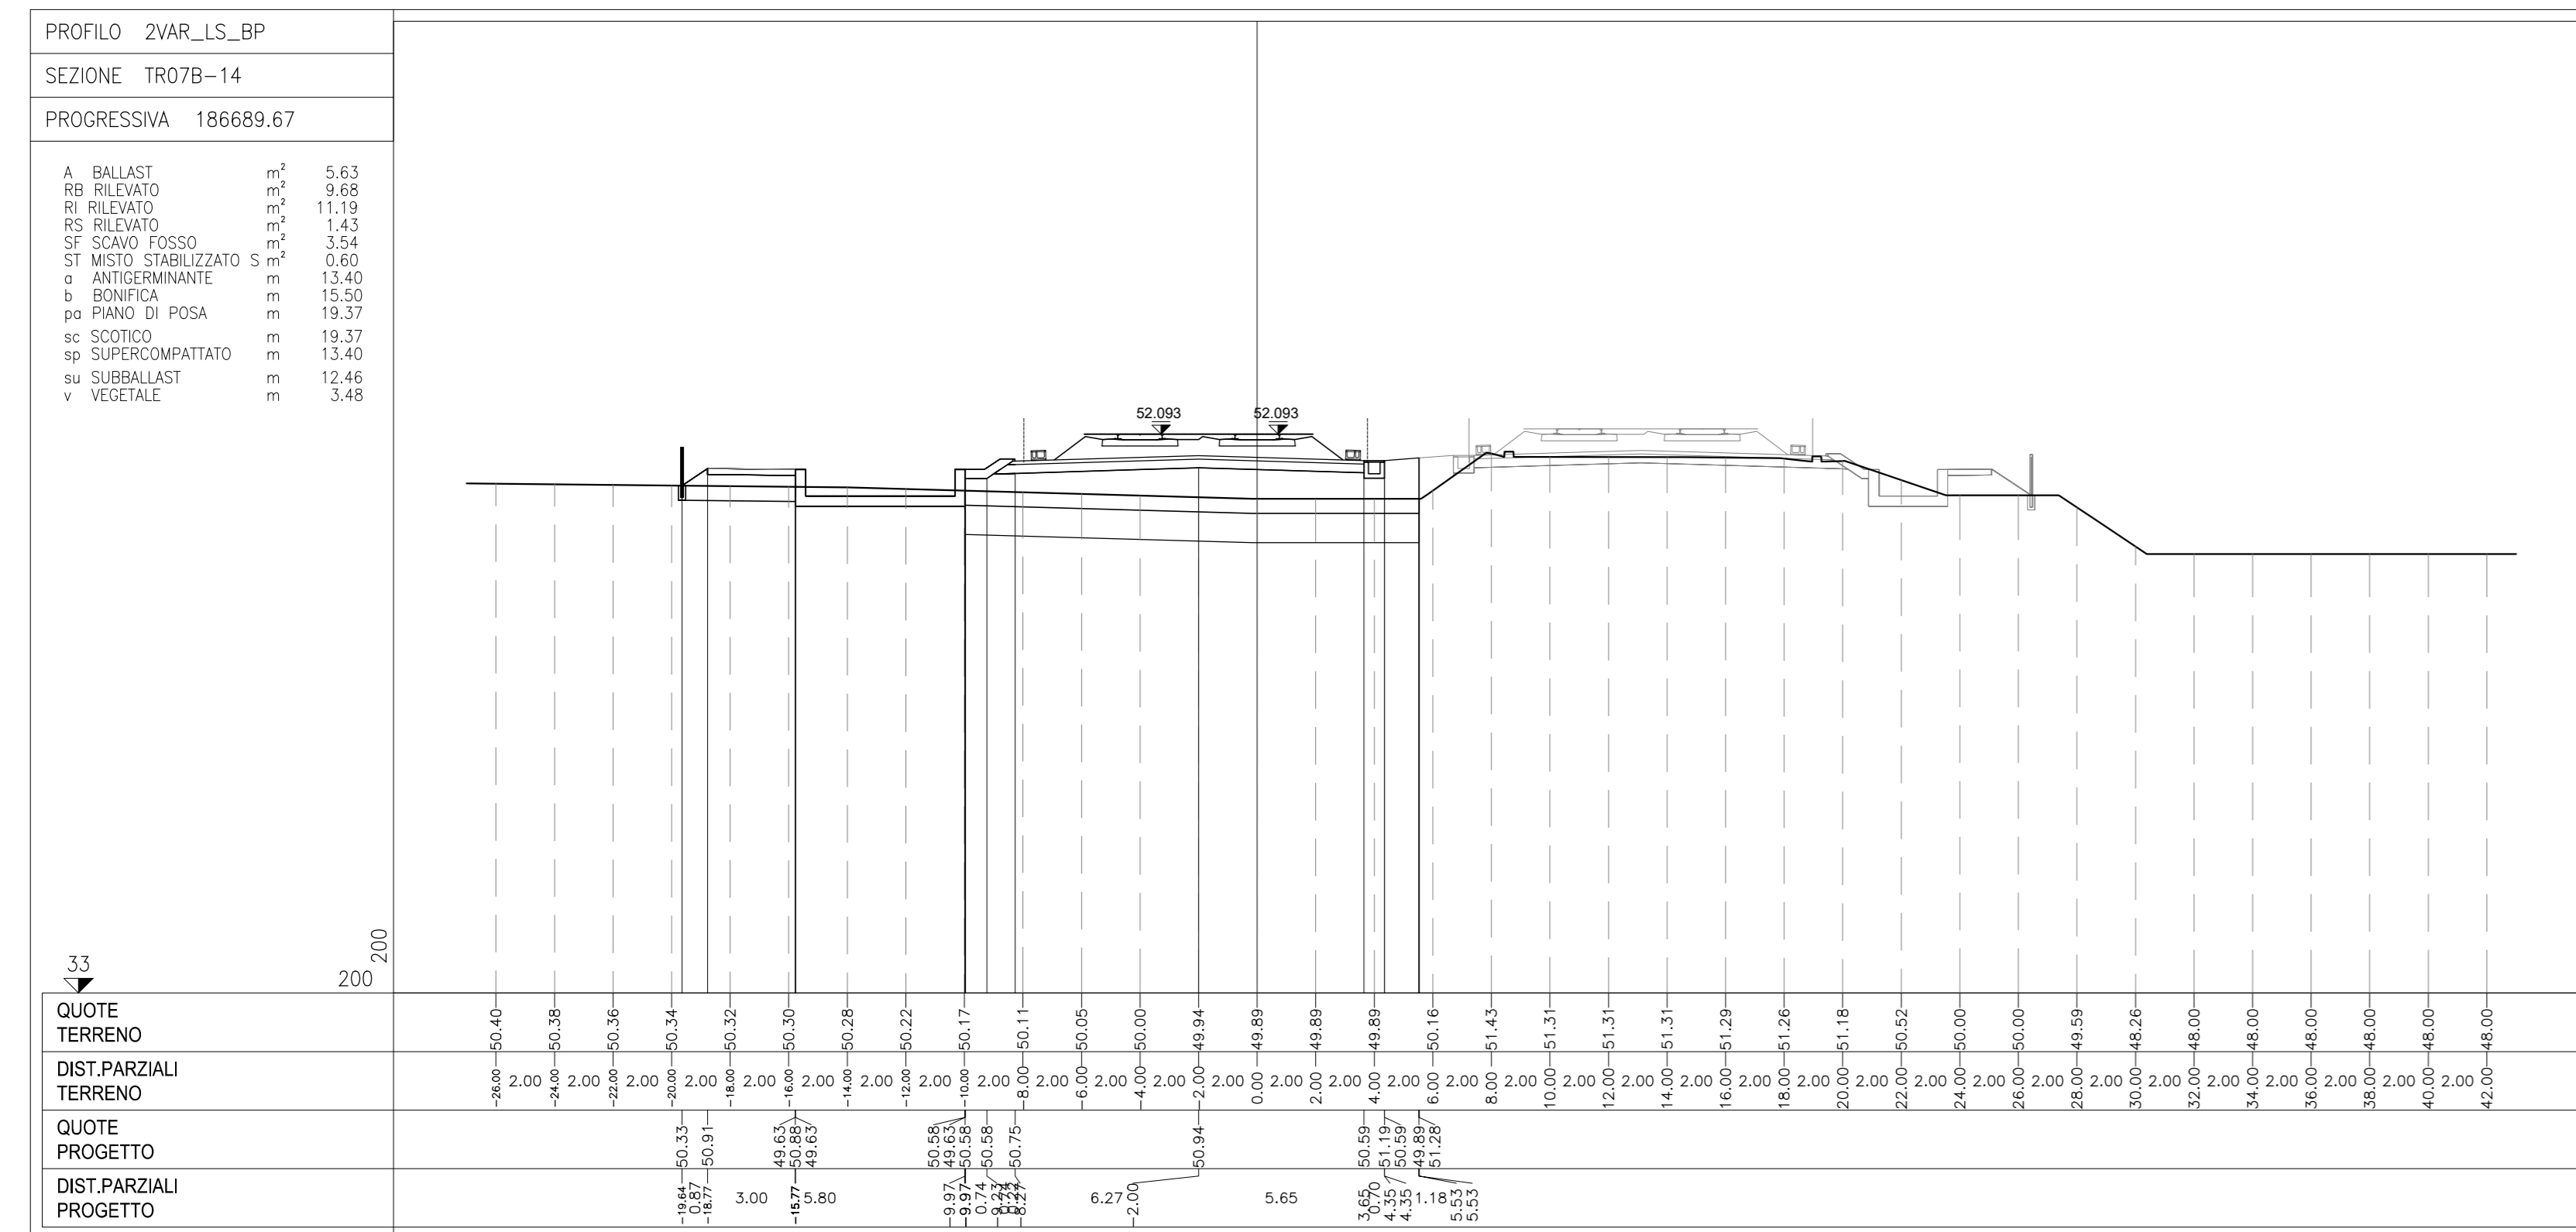 PROFILO 2VAR_LS_BP
SEZIONE TR07B-14
PROGRESSIVA 186689.67
A BALLAST m² 5.63
RB RILEVATO m² 9.68
RI RILEVATO m² 11.19
RS RILEVATO m² 1.43
SF SCAVO FOSSO m² 3.54
ST MISTO STABILIZZATO S m² 0.60
a ANTIGERMINANTE m 13.40
b BONIFICA m 15.50
pa PIANO DI POSA m 19.37
sc SCOTICO m 19.37
sp SUPERCOMPATTATO m 13.40
su SUBBALLAST m 12.46
v VEGETALE m 3.48
52.093 52.093
33
200
200
QUOTE
TERRENO
50.40 50.38 50.36 50.34 50.32 50.30 50.28 50.22 50.17 50.11 50.05 50.00 49.94 49.89 49.89 49.89 50.16 51.43 51.31 51.31 51.31 51.29 51.26 51.18 50.52 50.00 50.00 49.59 48.26 48.00 48.00 48.00 48.00 48.00 48.00
DIST.PARZIALI
TERRENO
-26.00 2.00 -24.00 2.00 -22.00 2.00 -20.00 2.00 -18.00 2.00 -16.00 2.00 -14.00 2.00 -12.00 2.00 -10.00 2.00 -8.00 2.00 -6.00 2.00 -4.00 2.00 -2.00 2.00 0.00 2.00 2.00 2.00 4.00 2.00 6.00 2.00 8.00 2.00 10.00 2.00 12.00 2.00 14.00 2.00 16.00 2.00 18.00 2.00 20.00 2.00 22.00 2.00 24.00 2.00 26.00 2.00 28.00 2.00 30.00 2.00 32.00 2.00 34.00 2.00 36.00 2.00 38.00 2.00 40.00 2.00 42.00
QUOTE
PROGETTO
50.33 50.91 49.63 50.88 49.63 50.58 49.63 50.58 50.58 50.75 50.94 50.59 51.19 50.59 49.89 51.28
DIST.PARZIALI
PROGETTO
-19.64 0.87 -18.77 3.00 -15.77 5.80 -9.97 -9.97 0.74 -9.23 -8.27 6.27 -2.00 5.65 3.65 0.70 4.35 4.35 1.18 5.53 5.53